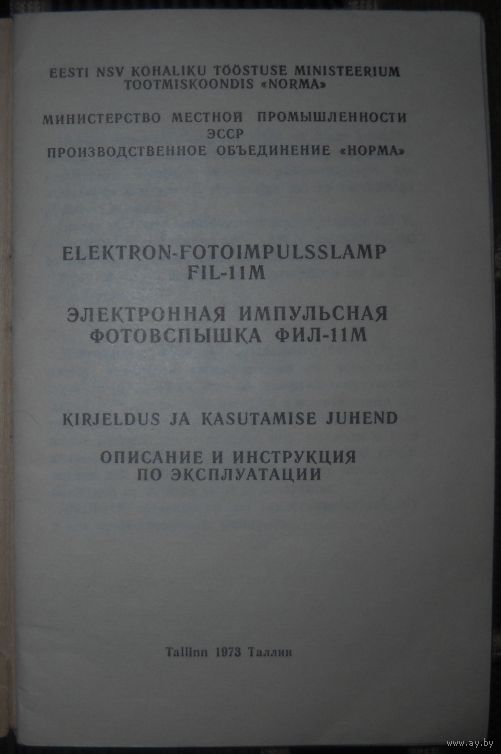 EESTI NSV KOHALIKU TÖÖSTUSE MINISTEERIUM
TOOTMISKOONDIS «NORMA»
МИНИСТЕРСТВО МЕСТНОЙ ПРОМЫШЛЕННОСТИ
ЭССР
ПРОИЗВОДСТВЕННОЕ ОБЪЕДИНЕНИЕ «НОРМА»
ELEKTRON-FOTOIMPULSSLAMP
FIL-11M
ЭЛЕКТРОННАЯ ИМПУЛЬСНАЯ
ФОТОВСПЫШКА ФИЛ-11М
KIRJELDUS JA KASUTAMISE JUHEND
ОПИСАНИЕ И ИНСТРУКЦИЯ
ПО ЭКСПЛУАТАЦИИ
Tallinn 1973 Таллин
www.ay.by